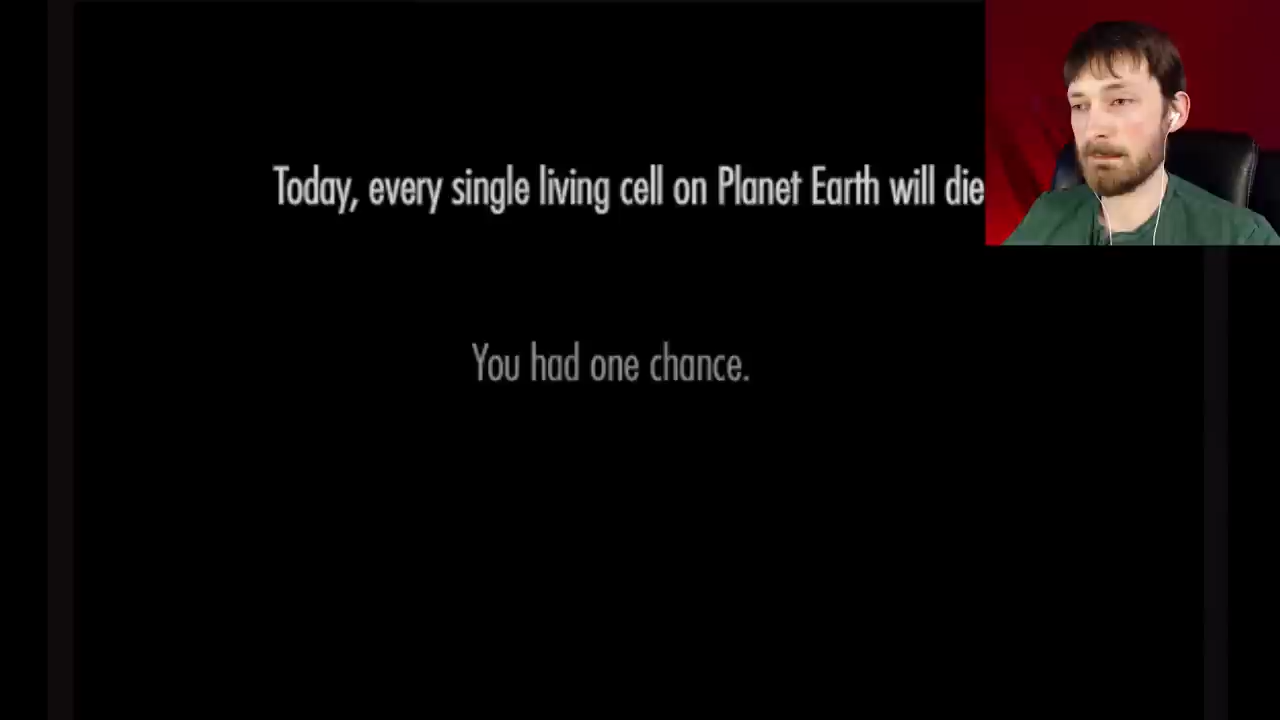 Today, every single living cell on Planet Earth will die
You had one chance.